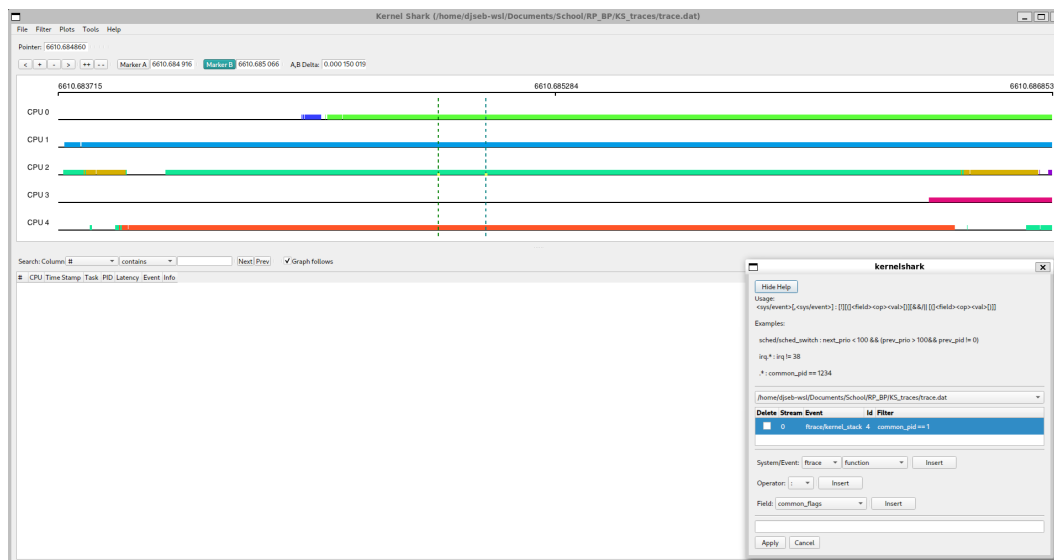 Kernel Shark (/home/djseb-wsl/Documents/School/RP_BP/KS_traces/trace.dat)
File Filter Plots Tools Help
Pointer: 6610.684860
< + - > ++ -- Marker A 6610.684 916 Marker B 6610.685 066 A,B Delta: 0.000 150 019
6610.683715 6610.685284 6610.686853
CPU 0
CPU 1
CPU 2
CPU 3
CPU 4
Search: Column # contains Next Prev Graph follows
# CPU Time Stamp Task PID Latency Event Info
kernelshark
Hide Help
Usage:
<sys/event>[,<sys/event>] : [!][(]<field><op><val>[)][&&/|| [(]<field><op><val>[)]]
Examples:
sched/sched_switch : next_prio < 100 && (prev_prio > 100&& prev_pid != 0)
irq.* : irq != 38
.* : common_pid == 1234
/home/djseb-wsl/Documents/School/RP_BP/KS_traces/trace.dat
Delete Stream Event Id Filter
0 ftrace/kernel_stack 4 common_pid == 1
System/Event: ftrace function Insert
Operator: : Insert
Field: common_flags Insert
Apply Cancel